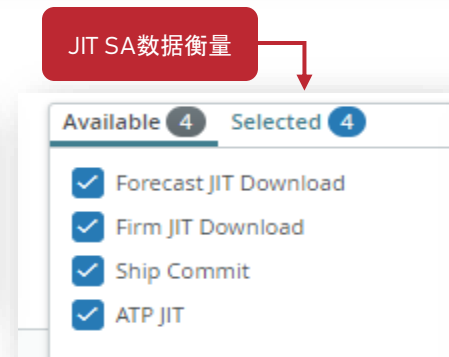 JIT SA数据衡量
Available 4 Selected 4
Forecast JIT Download
Firm JIT Download
Ship Commit
ATP JIT